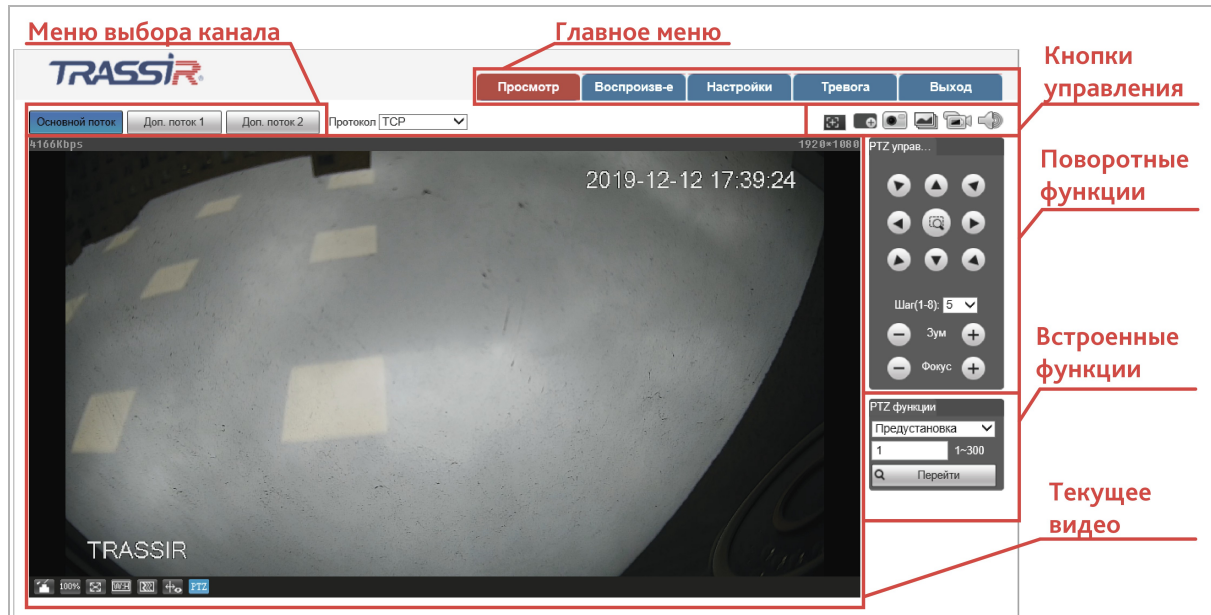 Меню выбора канала
Главное меню
Кнопки
управления
TRASSIR
Просмотр
Воспроизв-е
Настройки
Тревога
Выход
Основной поток
Доп. поток 1
Доп. поток 2
Протокол TCP
4166Kbps
1920*1080
PTZ управ...
2019-12-12 17:39:24
Поворотные
функции
Шаг(1-8): 5
Зум
Фокус
Встроенные
функции
PTZ функции
Предустановка
1
1~300
Перейти
Текущее
видео
TRASSIR
100%
W:H
PTZ